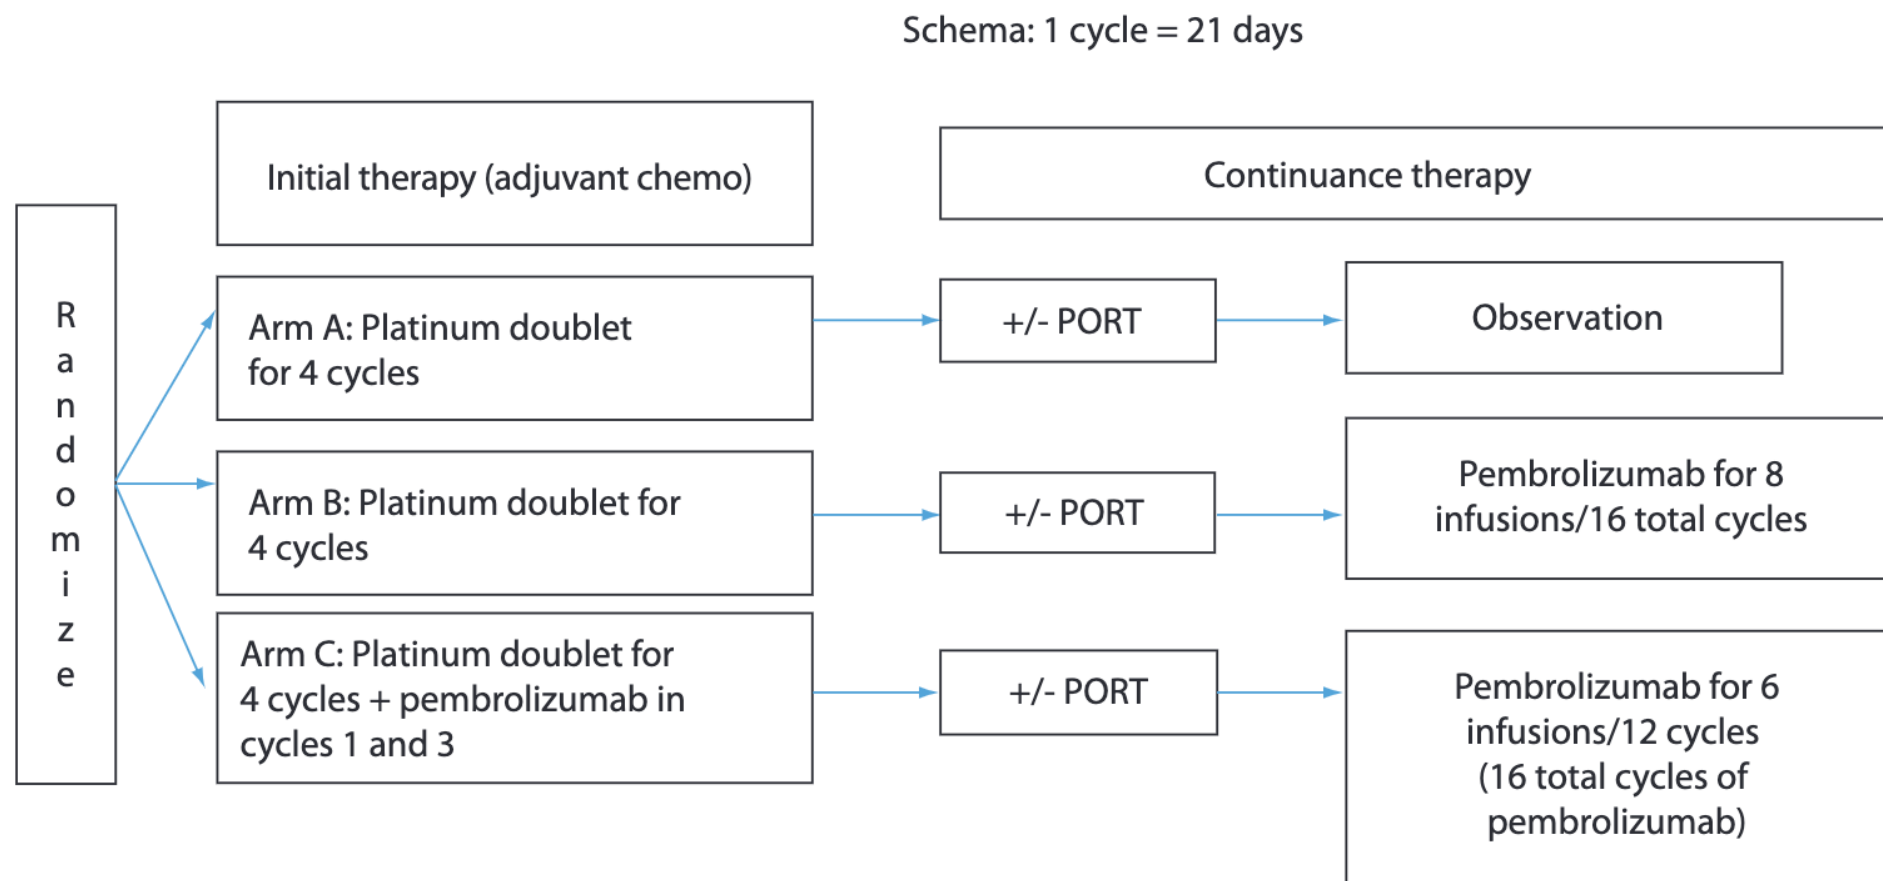 Schema: 1 cycle = 21 days
Initial therapy (adjuvant chemo)
Continuance therapy
R
a
n
d
o
m
i
z
e
Arm A: Platinum doublet
for 4 cycles
+/- PORT
Observation
Arm B: Platinum doublet for
4 cycles
+/- PORT
Pembrolizumab for 8
infusions/16 total cycles
Arm C: Platinum doublet for
4 cycles + pembrolizumab in
cycles 1 and 3
+/- PORT
Pembrolizumab for 6
infusions/12 cycles
(16 total cycles of
pembrolizumab)